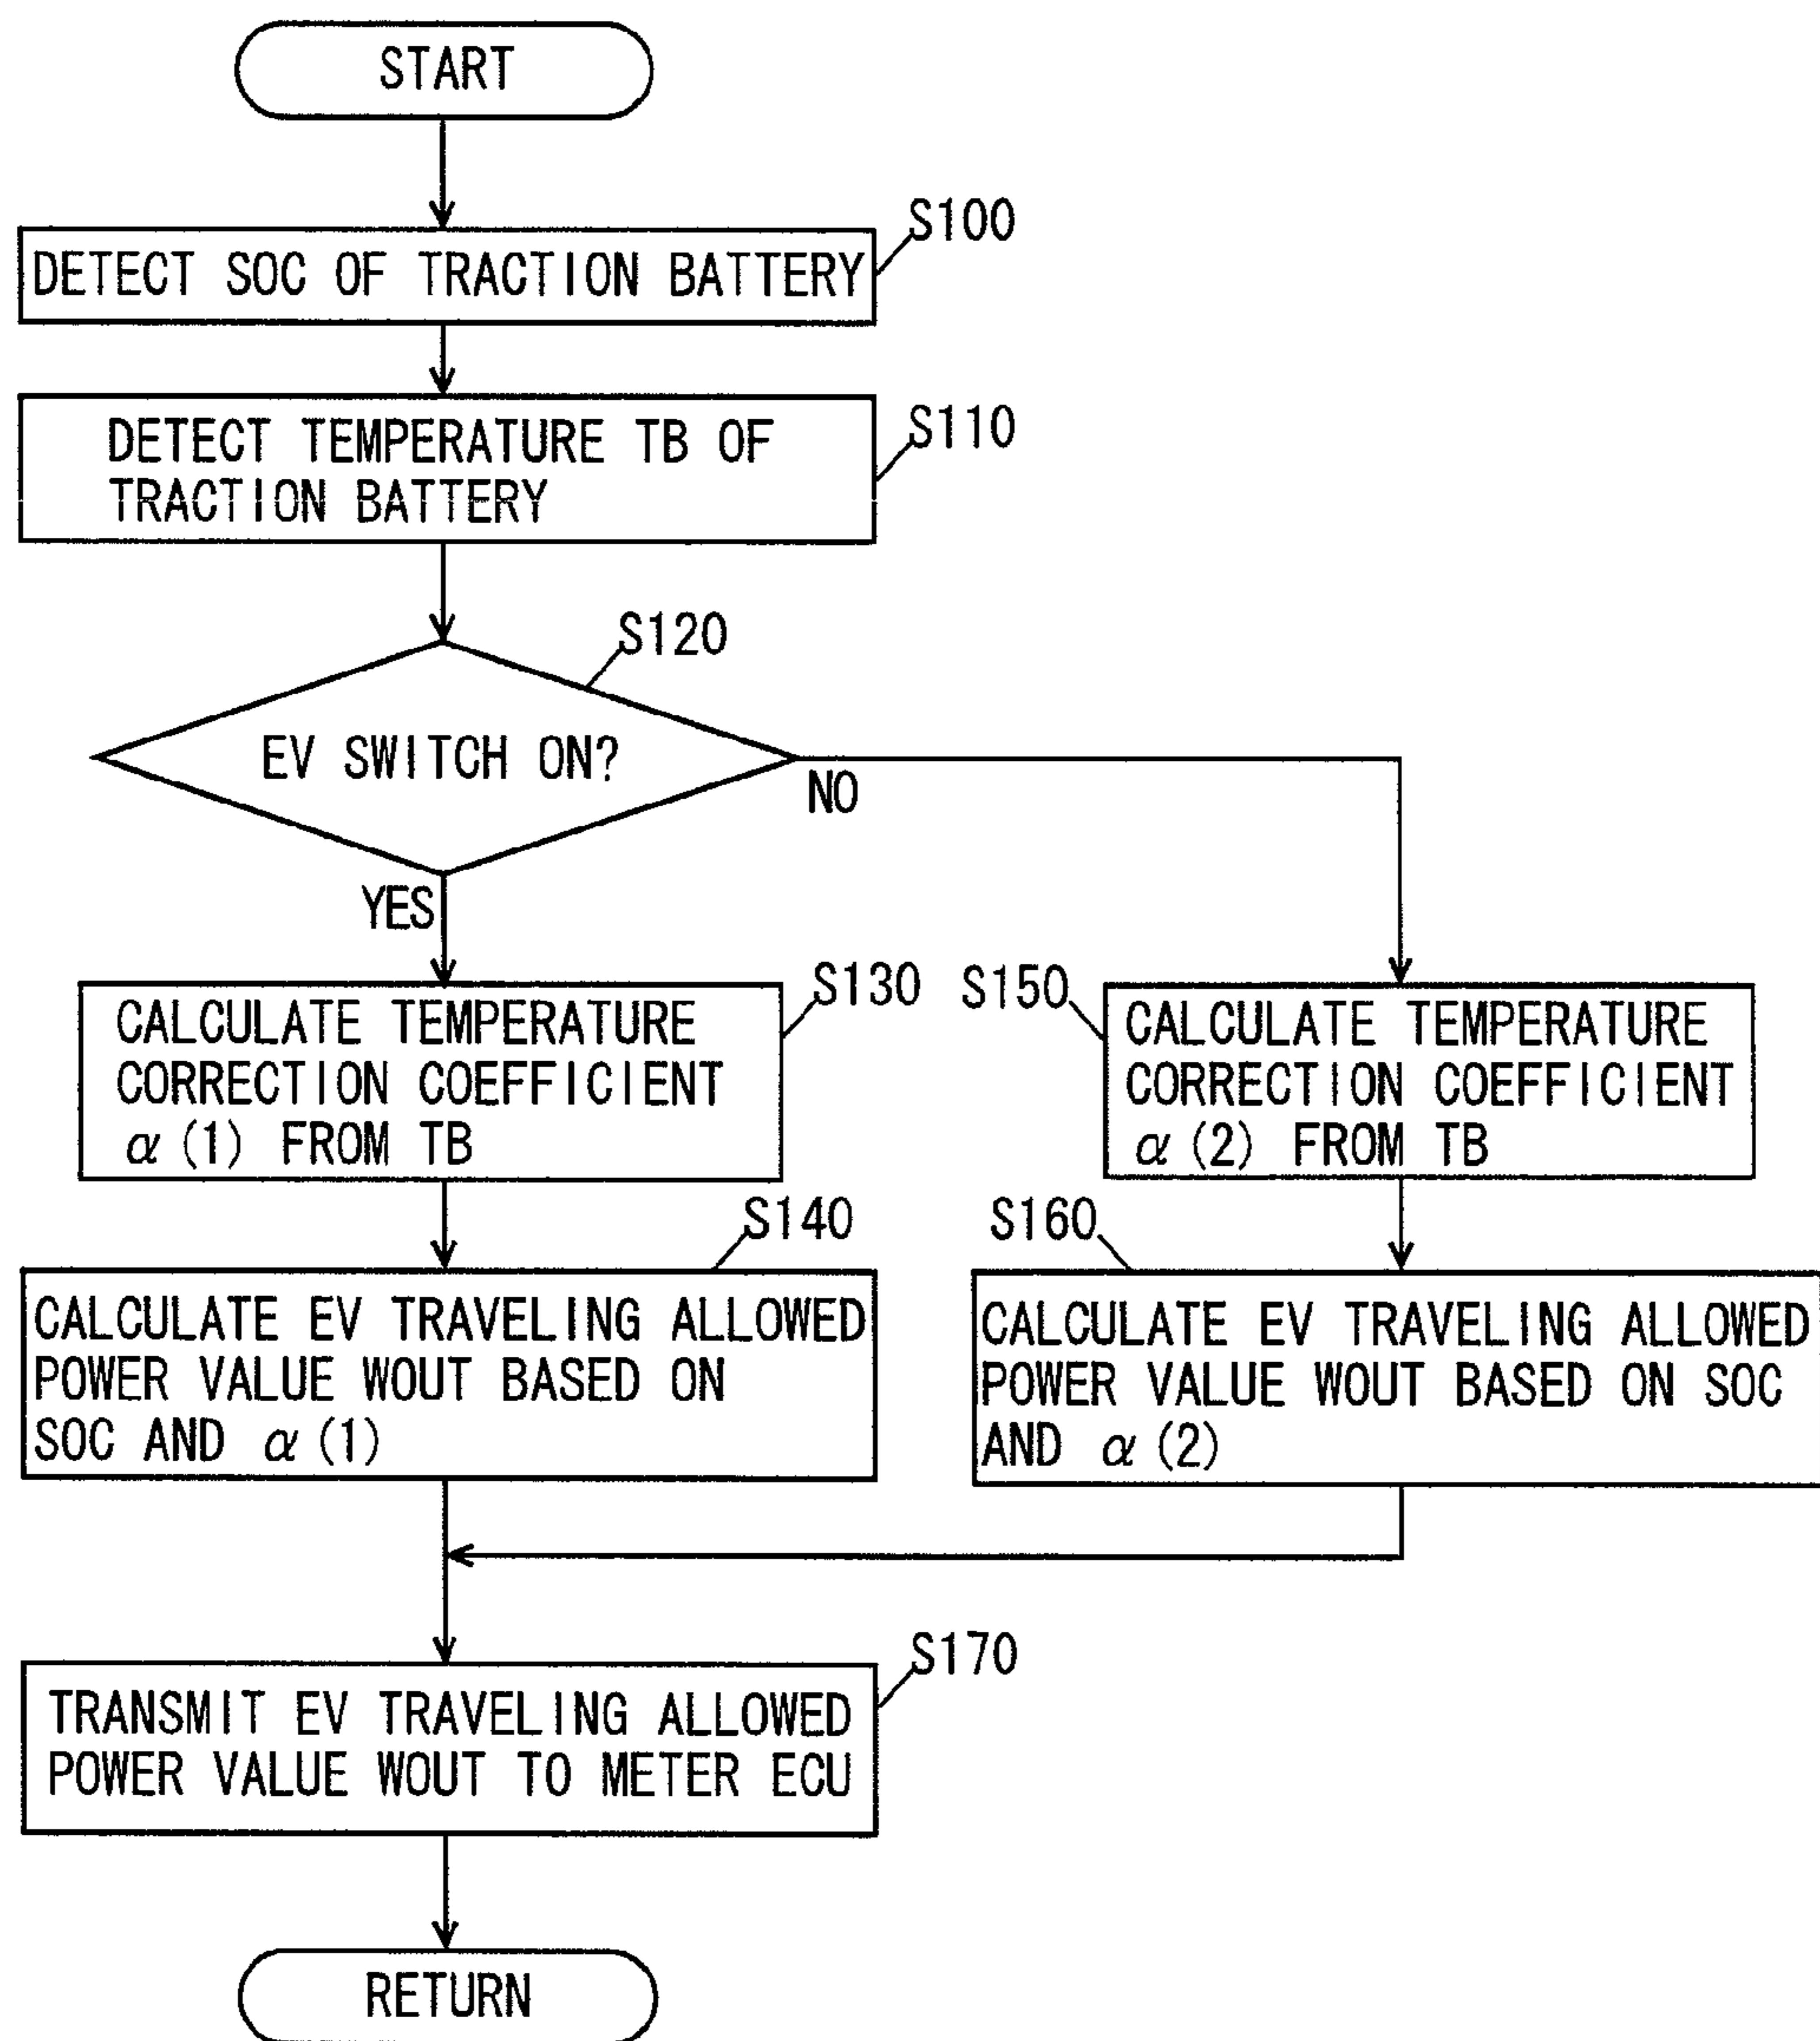 START
S100
DETECT SOC OF TRACTION BATTERY
S110
DETECT TEMPERATURE TB OF
TRACTION BATTERY
S120
EV SWITCH ON?
NO
YES
S130
CALCULATE TEMPERATURE
CORRECTION COEFFICIENT
α (1) FROM TB
S150
CALCULATE TEMPERATURE
CORRECTION COEFFICIENT
α (2) FROM TB
S140
CALCULATE EV TRAVELING ALLOWED
POWER VALUE WOUT BASED ON
SOC AND α (1)
S160
CALCULATE EV TRAVELING ALLOWED
POWER VALUE WOUT BASED ON SOC
AND α (2)
S170
TRANSMIT EV TRAVELING ALLOWED
POWER VALUE WOUT TO METER ECU
RETURN